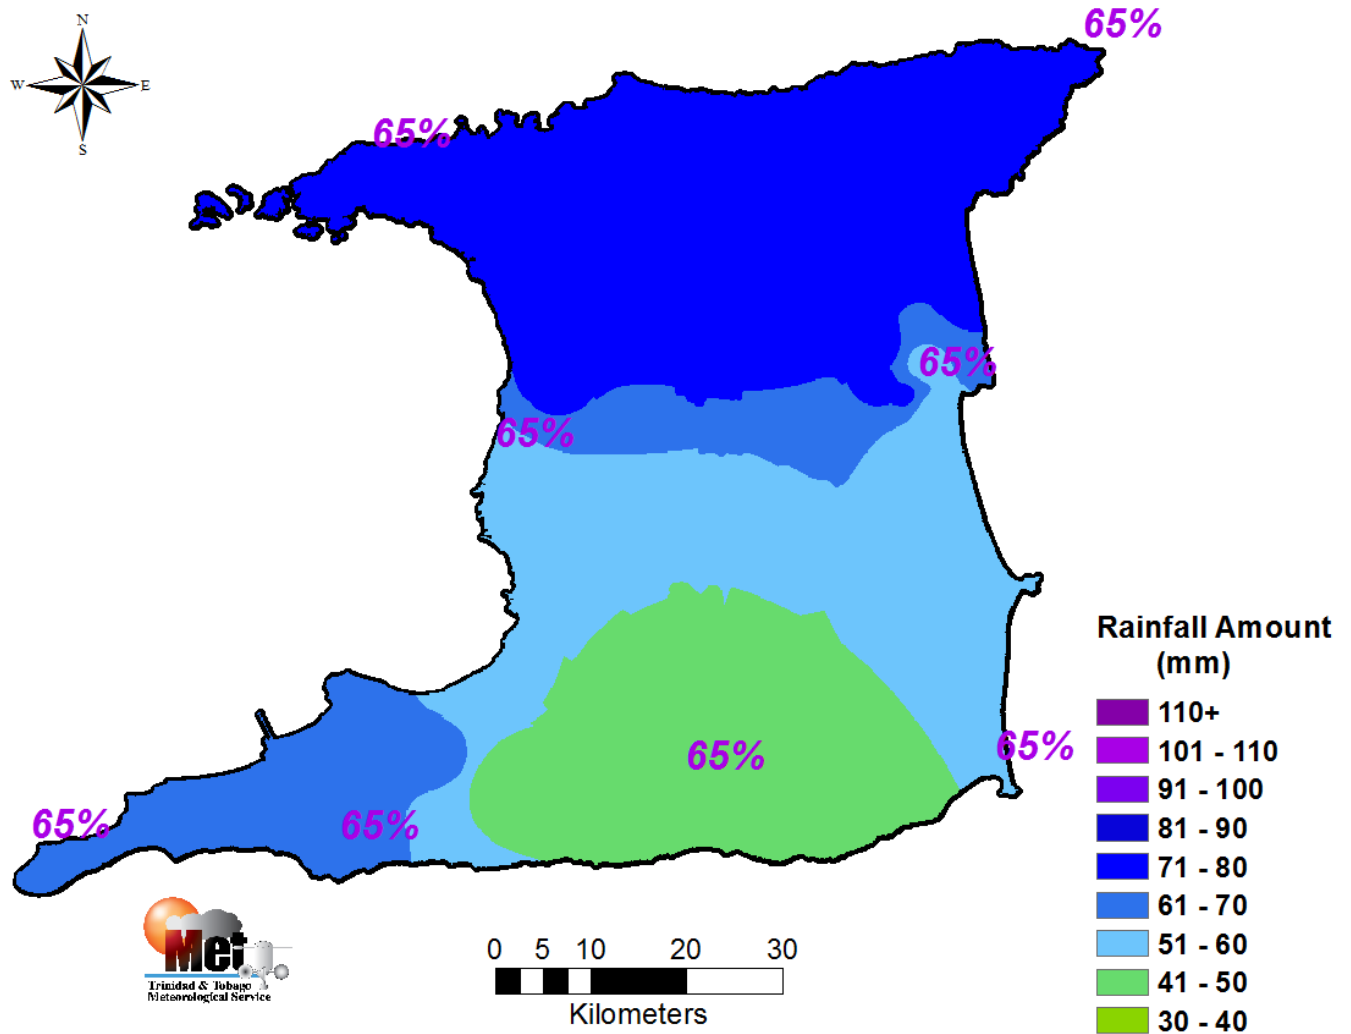 N
W
E
S
65%
65%
65%
65%
65%
65%
65%
65%
Rainfall Amount
(mm)
110+
101 - 110
91 - 100
81 - 90
71 - 80
61 - 70
51 - 60
41 - 50
30 - 40
Met
Trinidad & Tobago
Meteorological Service
0 5 10 20 30
Kilometers